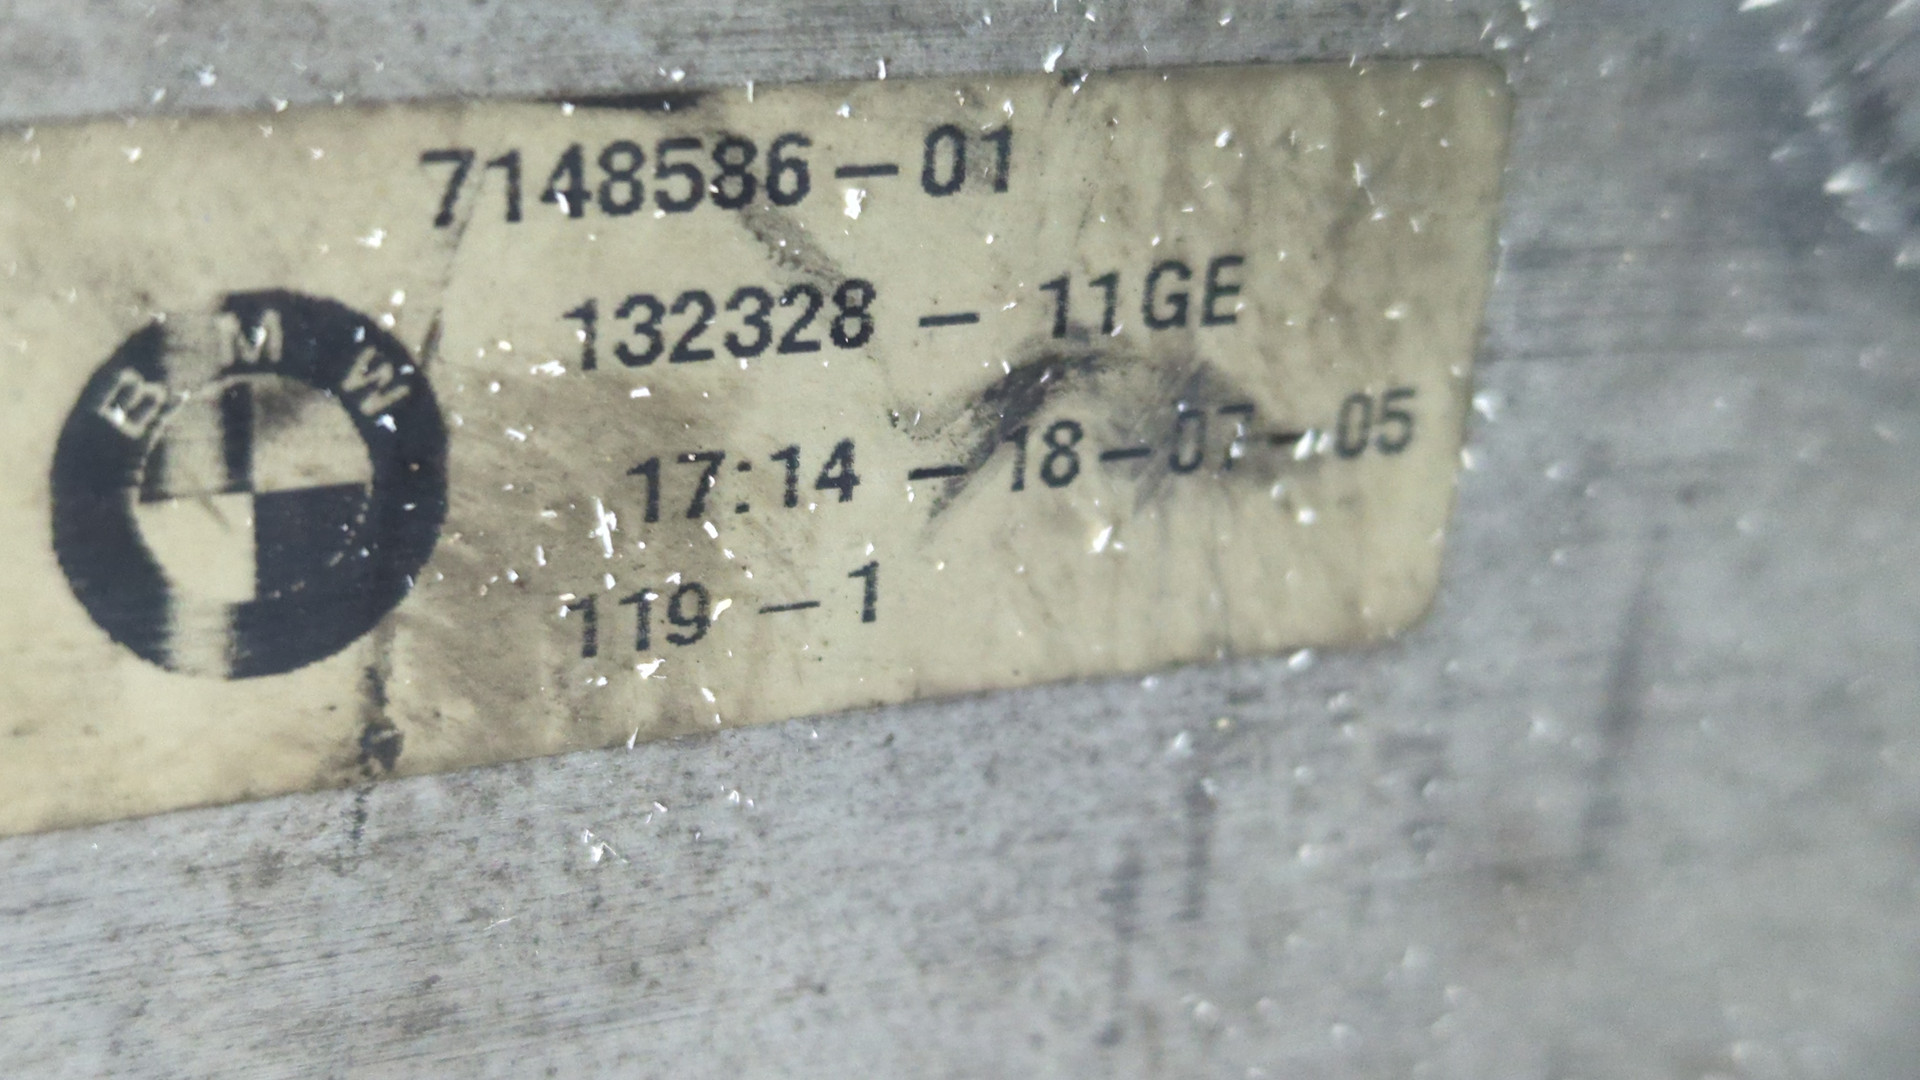 7148586-01
132328 - 11GE
BMW
17:14 - 18-07-05
119 - 1